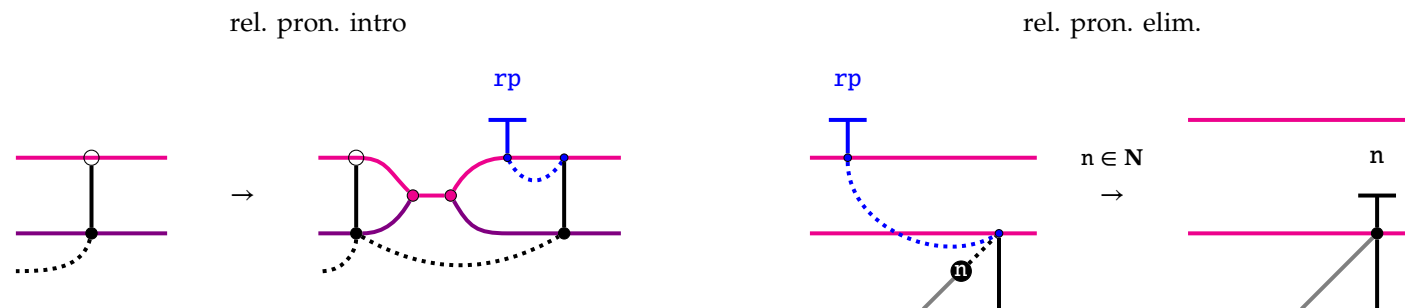 rel. pron. intro
rel. pron. elim.
rp
rp
→
n ∈ N
→
n
n